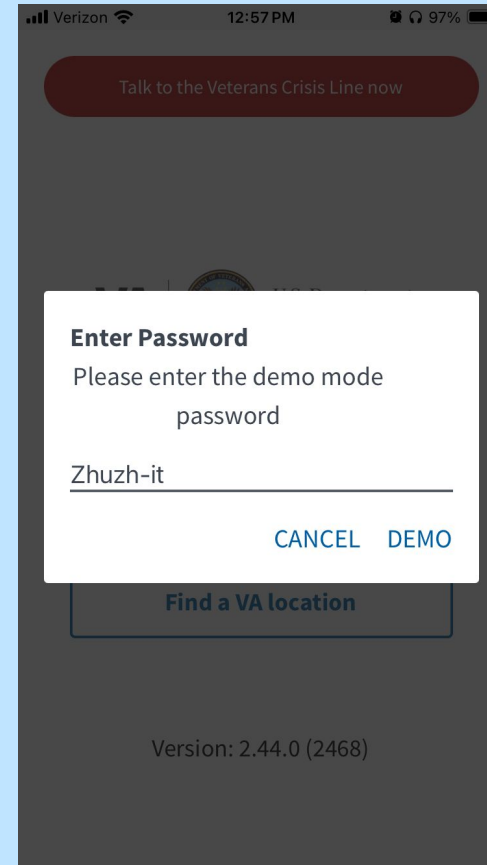 Verizon 12:57 PM 97%
Talk to the Veterans Crisis Line now
Enter Password
Please enter the demo mode
password
Zhuzh-it
CANCEL DEMO
Find a VA location
Version: 2.44.0 (2468)